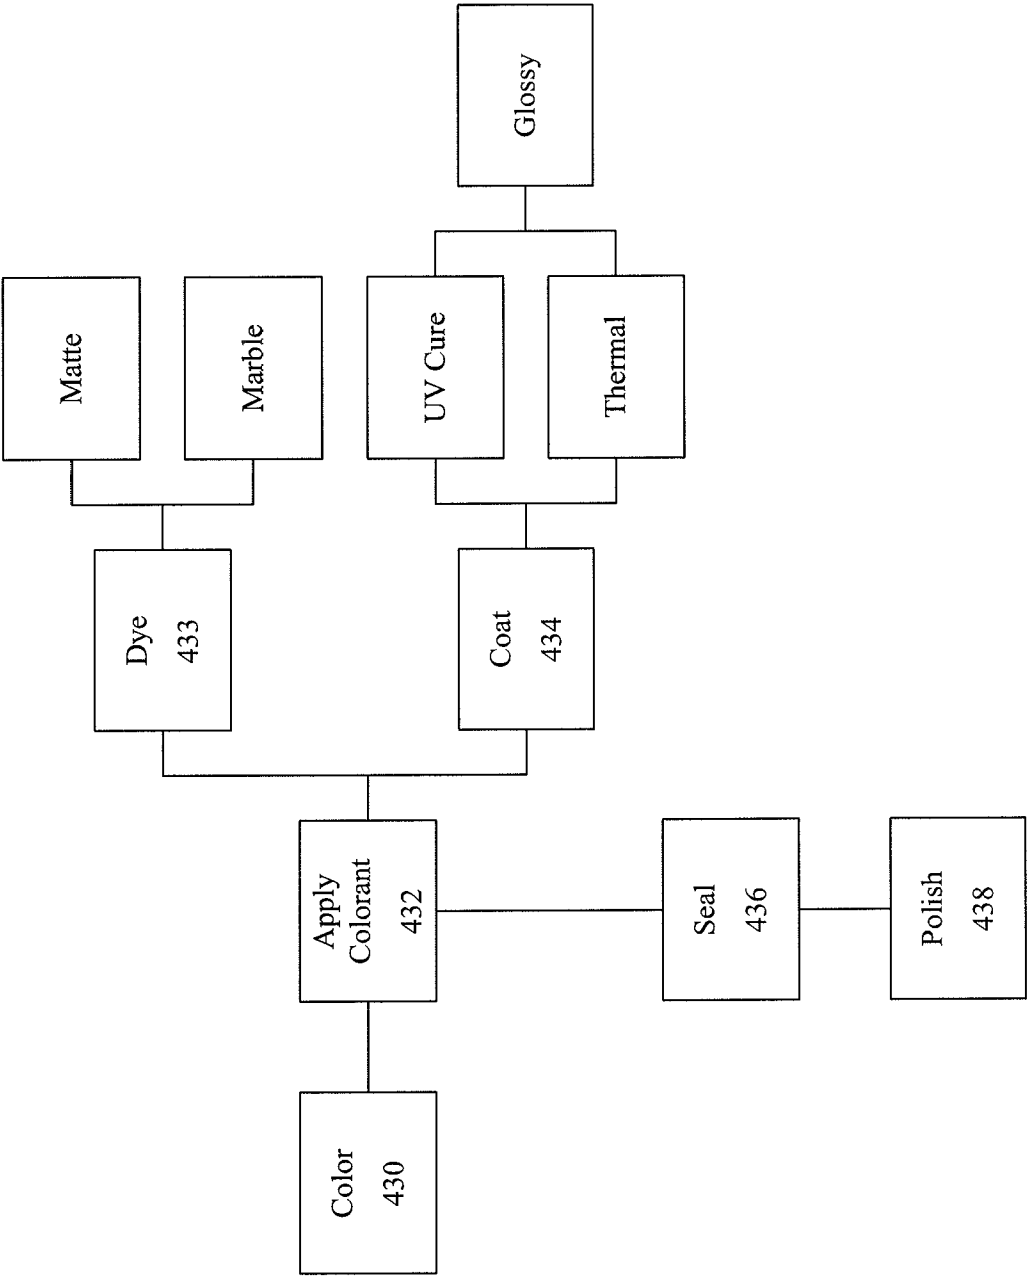 Color
430
Apply
Colorant
432
Dye
433
Matte
Marble
Coat
434
UV Cure
Thermal
Glossy
Seal
436
Polish
438